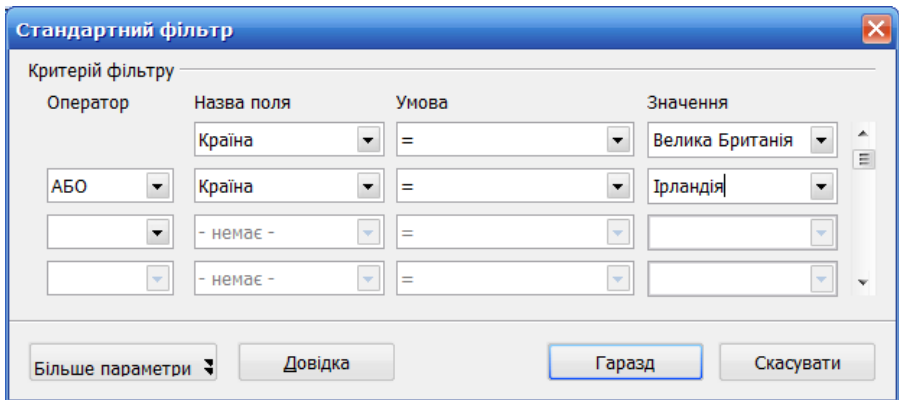 Стандартний фільтр
Критерій фільтру
Оператор Назва поля Умова Значення
Країна = Велика Британія
АБО Країна = Ірландія
- немає - =
- немає - =
Більше параметри Довідка Гаразд Скасувати